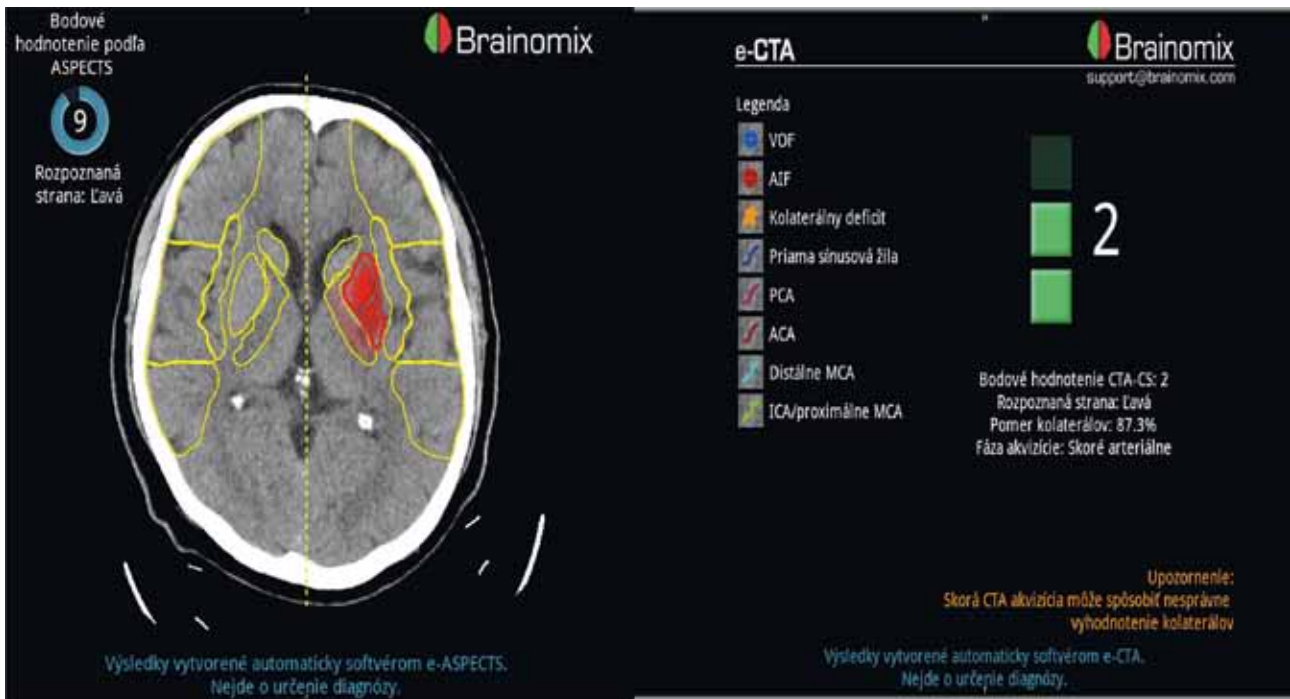 Bodové
hodnotenie podľa
ASPECTS
9
Rozpoznaná
strana: Ľavá
Brainomix
Výsledky vytvorené automaticky softvérom e-ASPECTS.
Nejde o určenie diagnózy.
e-CTA
Brainomix
support@brainomix.com
Legenda
VOF
AIF
Kolaterálny deficit
Priama sínusová žila
PCA
ACA
Distálne MCA
ICA/proximálne MCA
2
Bodové hodnotenie CTA-CS: 2
Rozpoznaná strana: Ľavá
Pomer kolaterálov: 87.3%
Fáza akvizície: Skoré arteriálne
Upozornenie:
Skorá CTA akvizícia môže spôsobiť nesprávne
vyhodnotenie kolaterálov
Výsledky vytvorené automaticky softvérom e-CTA.
Nejde o určenie diagnózy.